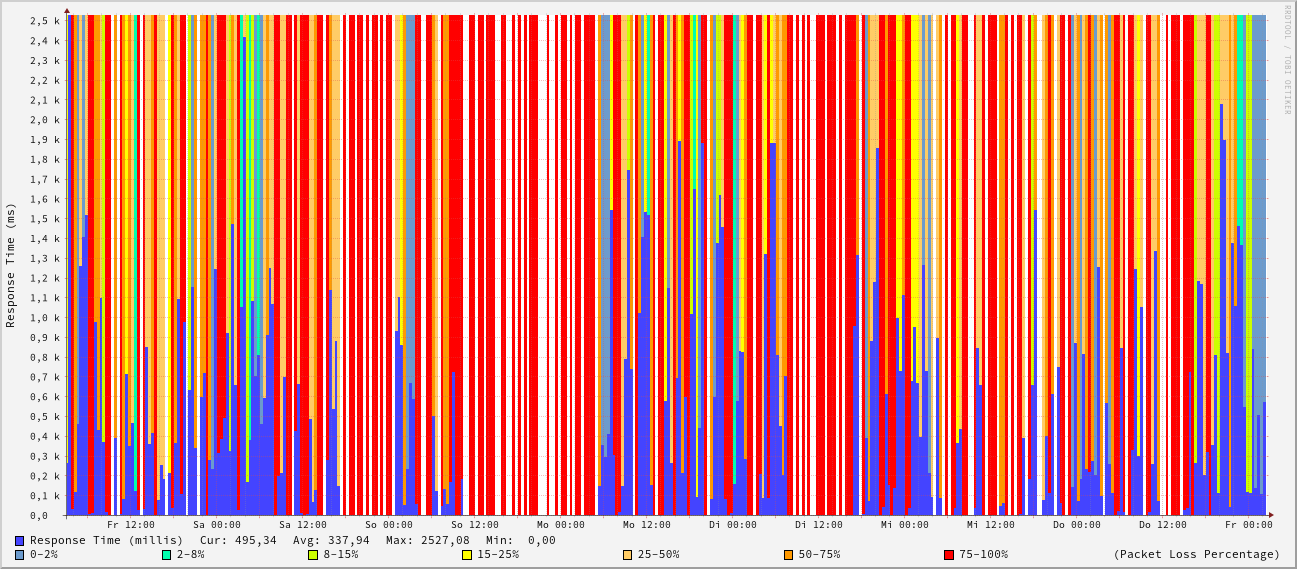 RRDTOOL / TOBI OETIKER
Response Time (ms)
2,5 k
2,4 k
2,3 k
2,2 k
2,1 k
2,0 k
1,9 k
1,8 k
1,7 k
1,6 k
1,5 k
1,4 k
1,3 k
1,2 k
1,1 k
1,0 k
0,9 k
0,8 k
0,7 k
0,6 k
0,5 k
0,4 k
0,3 k
0,2 k
0,1 k
0,0
Fr 12:00 Sa 00:00 Sa 12:00 So 00:00 So 12:00 Mo 00:00 Mo 12:00 Di 00:00 Di 12:00 Mi 00:00 Mi 12:00 Do 00:00 Do 12:00 Fr 00:00
Response Time (millis) Cur: 495,34 Avg: 337,94 Max: 2527,08 Min: 0,00
0-2% 2-8% 8-15% 15-25% 25-50% 50-75% 75-100% (Packet Loss Percentage)